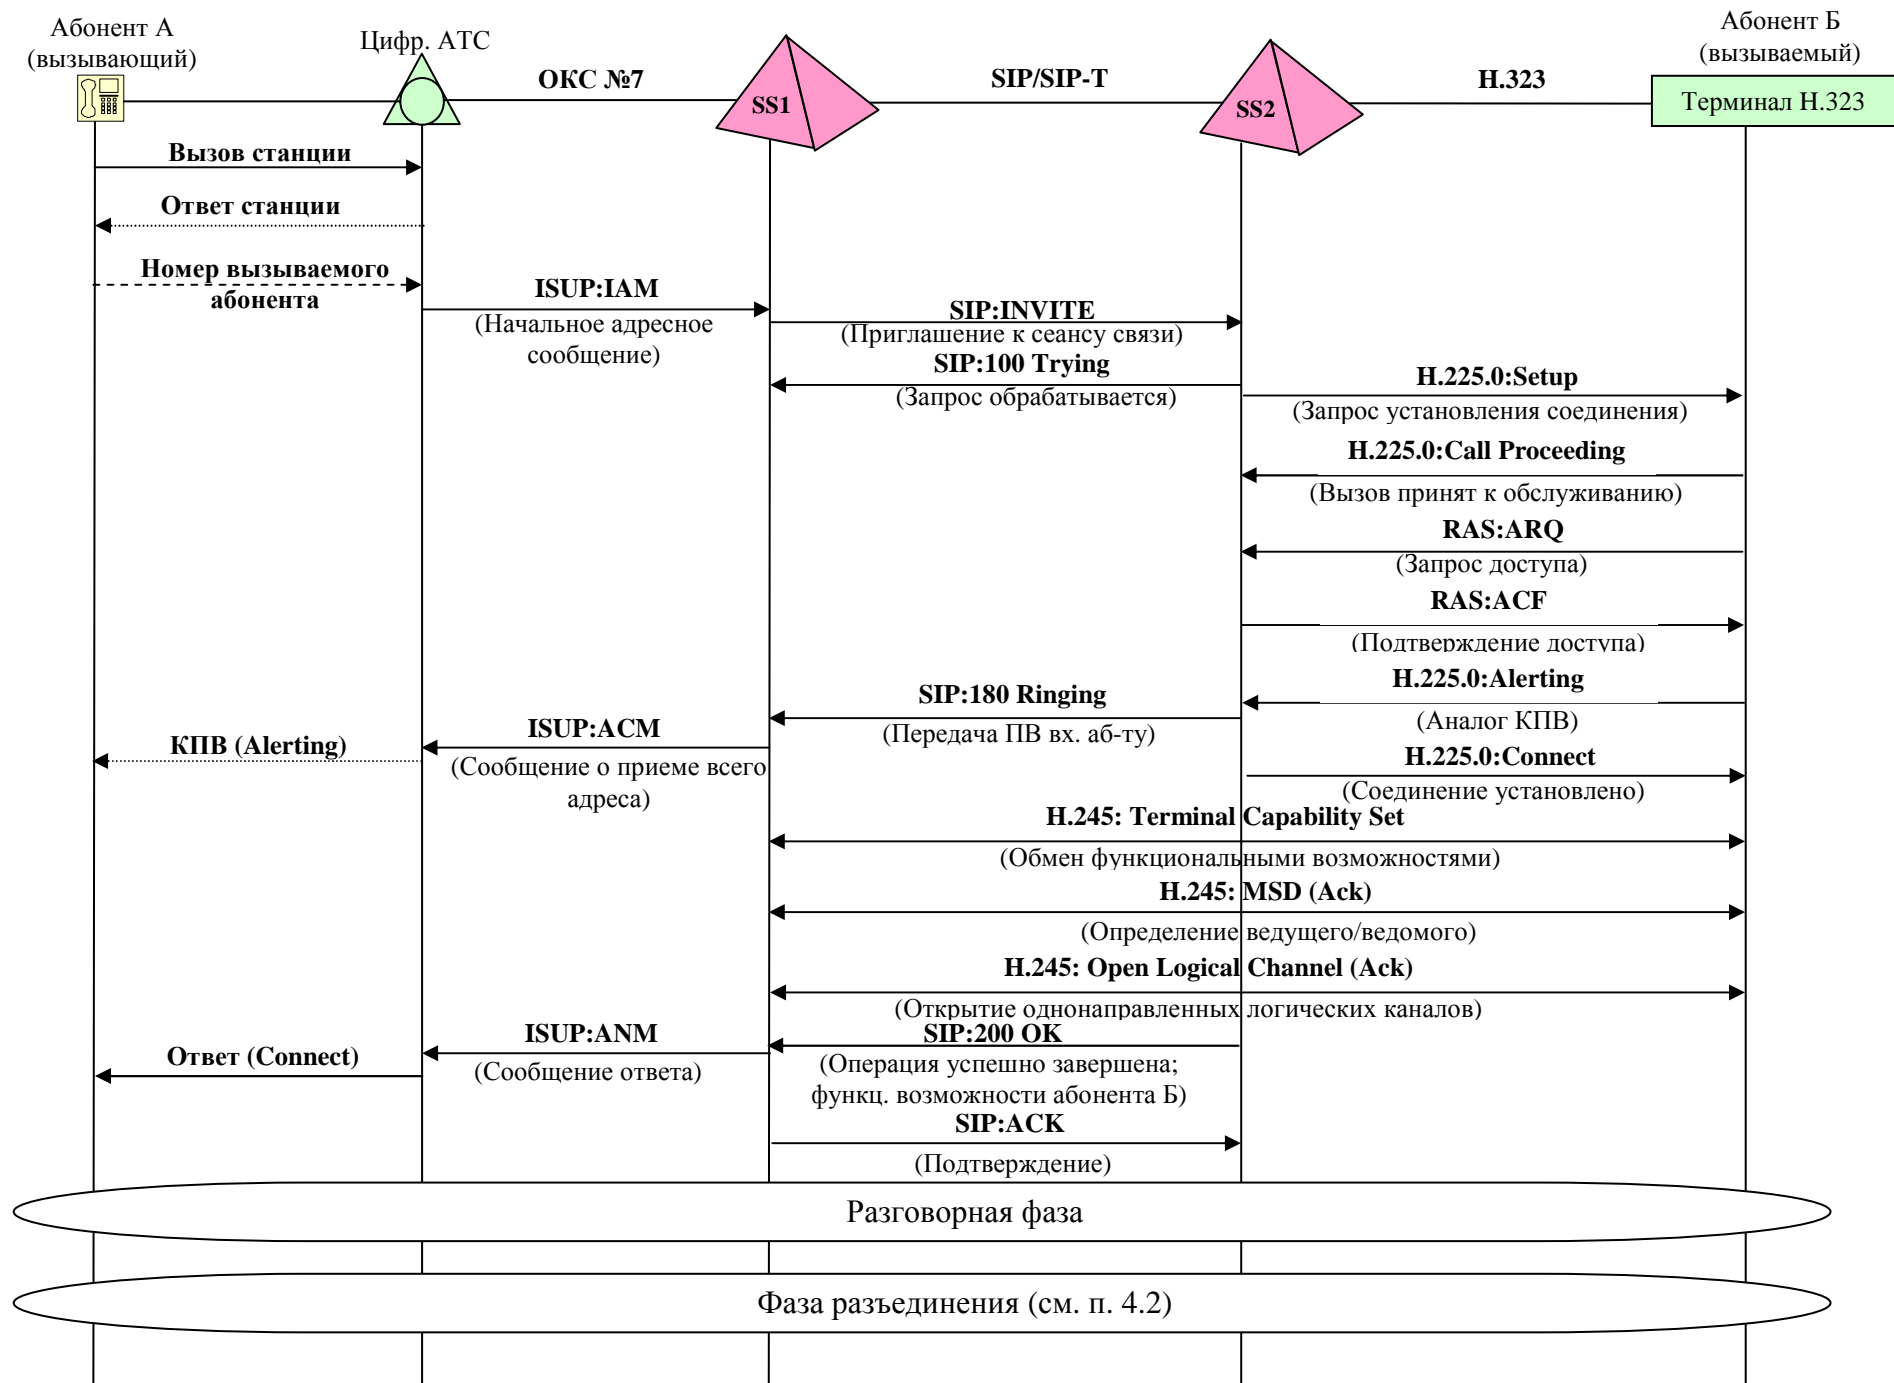 Абонент А
(вызывающий)
Цифр. АТС
ОКС №7
SS1
SIP/SIP-T
SS2
Н.323
Абонент Б
(вызываемый)
Терминал Н.323
Вызов станции
Ответ станции
Номер вызываемого
абонента
ISUP:IAM
(Начальное адресное
сообщение)
SIP:INVITE
(Приглашение к сеансу связи)
SIP:100 Trying
(Запрос обрабатывается)
H.225.0:Setup
(Запрос установления соединения)
H.225.0:Call Proceeding
(Вызов принят к обслуживанию)
RAS:ARQ
(Запрос доступа)
RAS:ACF
(Подтверждение доступа)
H.225.0:Alerting
(Аналог КПВ)
SIP:180 Ringing
(Передача ПВ вх. аб-ту)
ISUP:ACM
(Сообщение о приеме всего
адреса)
КПВ (Alerting)
H.225.0:Connect
(Соединение установлено)
H.245: Terminal Capability Set
(Обмен функциональными возможностями)
H.245: MSD (Ack)
(Определение ведущего/ведомого)
H.245: Open Logical Channel (Ack)
(Открытие однонаправленных логических каналов)
SIP:200 OK
(Операция успешно завершена;
функц. возможности абонента Б)
ISUP:ANM
(Сообщение ответа)
Ответ (Connect)
SIP:ACK
(Подтверждение)
Разговорная фаза
Фаза разъединения (см. п. 4.2)